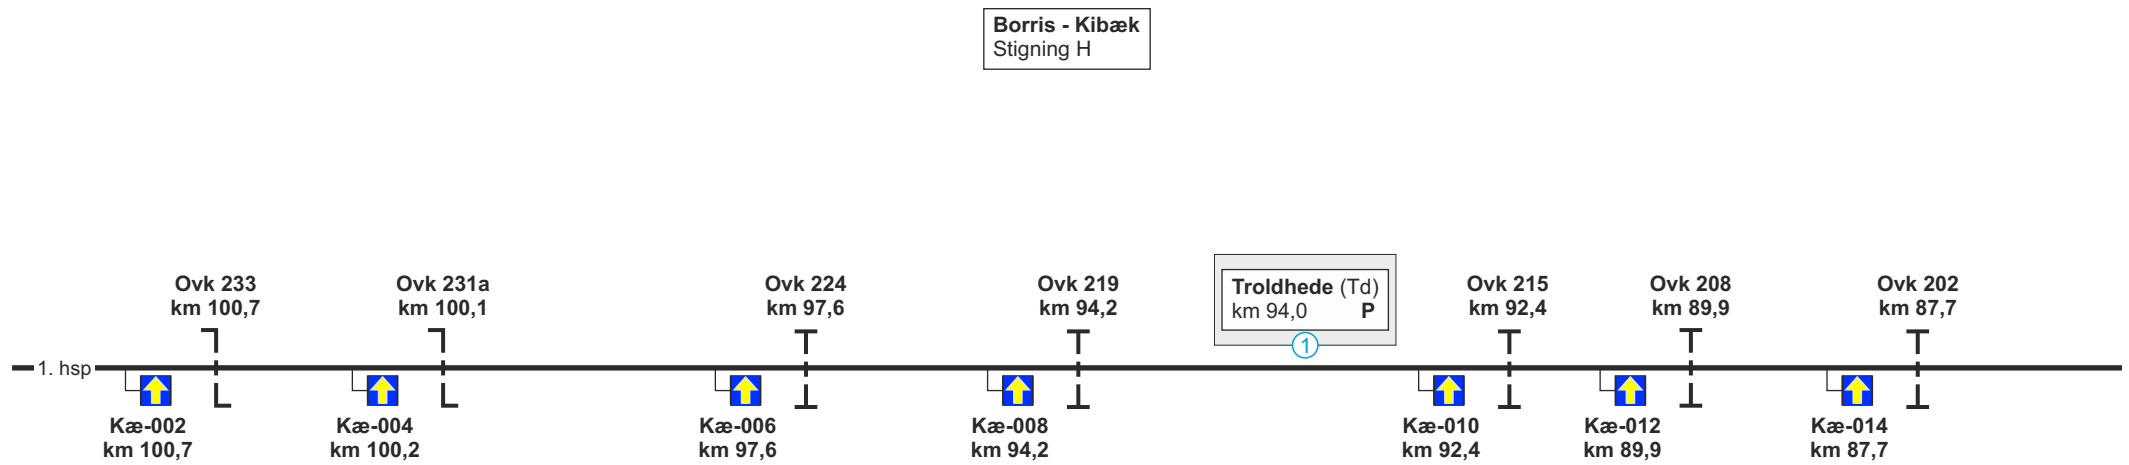 Borris - Kibæk
Stigning H
Ovk 233
km 100,7
Ovk 231a
km 100,1
Ovk 224
km 97,6
Ovk 219
km 94,2
Troldhede (Td)
km 94,0 P
1
Ovk 215
km 92,4
Ovk 208
km 89,9
Ovk 202
km 87,7
1. hsp
Kæ-002
km 100,7
Kæ-004
km 100,2
Kæ-006
km 97,6
Kæ-008
km 94,2
Kæ-010
km 92,4
Kæ-012
km 89,9
Kæ-014
km 87,7